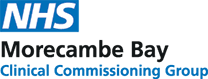 NHS
Morecambe Bay
Clinical Commissioning Group